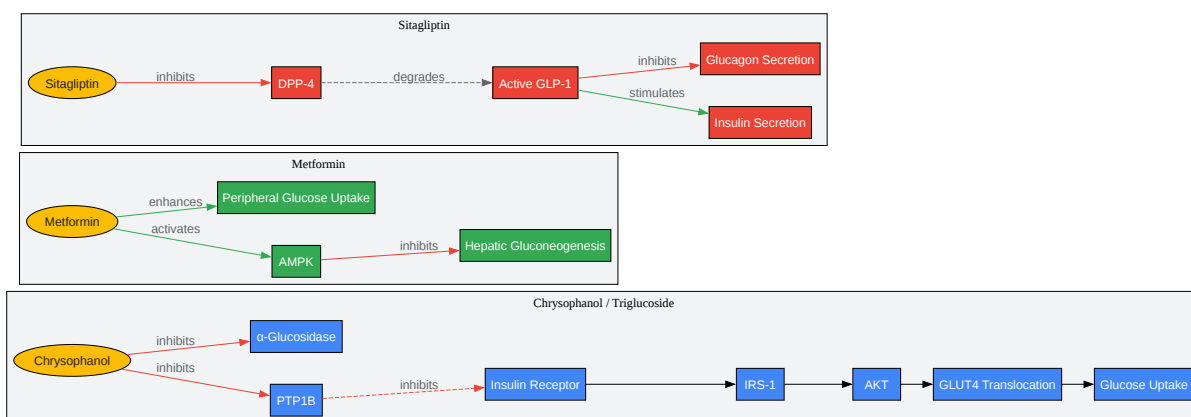 Sitagliptin
inhibits
Glucagon Secretion
Sitagliptin
inhibits
DPP-4
degrades
Active GLP-1
stimulates
Insulin Secretion
Metformin
enhances
Peripheral Glucose Uptake
Metformin
activates
AMPK
inhibits
Hepatic Gluconeogenesis
Chrysophanol / Triglucoside
inhibits
α-Glucosidase
Chrysophanol
inhibits
PTP1B
inhibits
Insulin Receptor
IRS-1
AKT
GLUT4 Translocation
Glucose Uptake